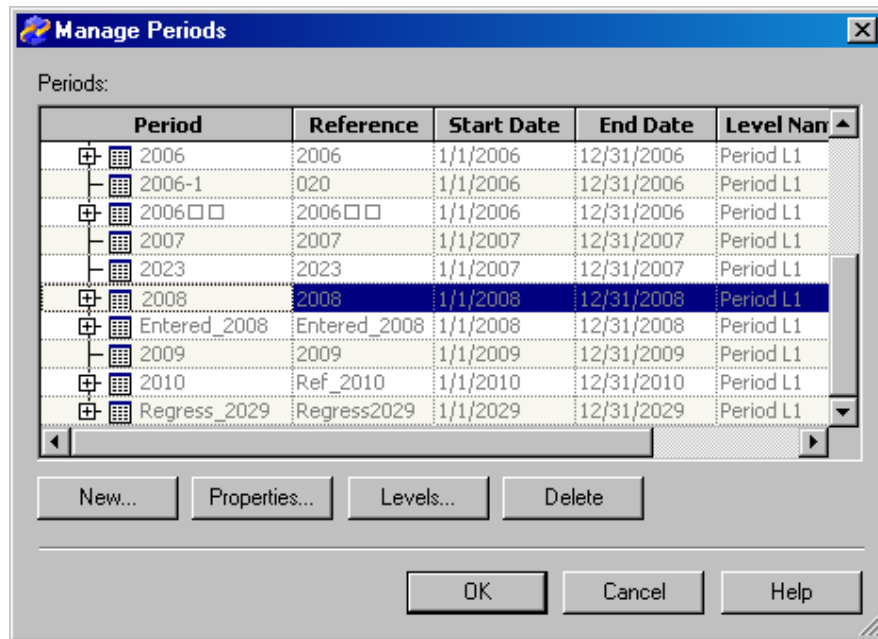 Manage Periods
Periods:
Period Reference Start Date End Date Level Nam
2006 2006 1/1/2006 12/31/2006 Period L1
2006-1 020 1/1/2006 12/31/2006 Period L1
2006□□ 2006□□ 1/1/2006 12/31/2006 Period L1
2007 2007 1/1/2007 12/31/2007 Period L1
2023 2023 1/1/2007 12/31/2007 Period L1
2008 2008 1/1/2008 12/31/2008 Period L1
Entered_2008 Entered_2008 1/1/2008 12/31/2008 Period L1
2009 2009 1/1/2009 12/31/2009 Period L1
2010 Ref_2010 1/1/2010 12/31/2010 Period L1
Regress_2029 Regress2029 1/1/2029 12/31/2029 Period L1
New... Properties... Levels... Delete
OK Cancel Help